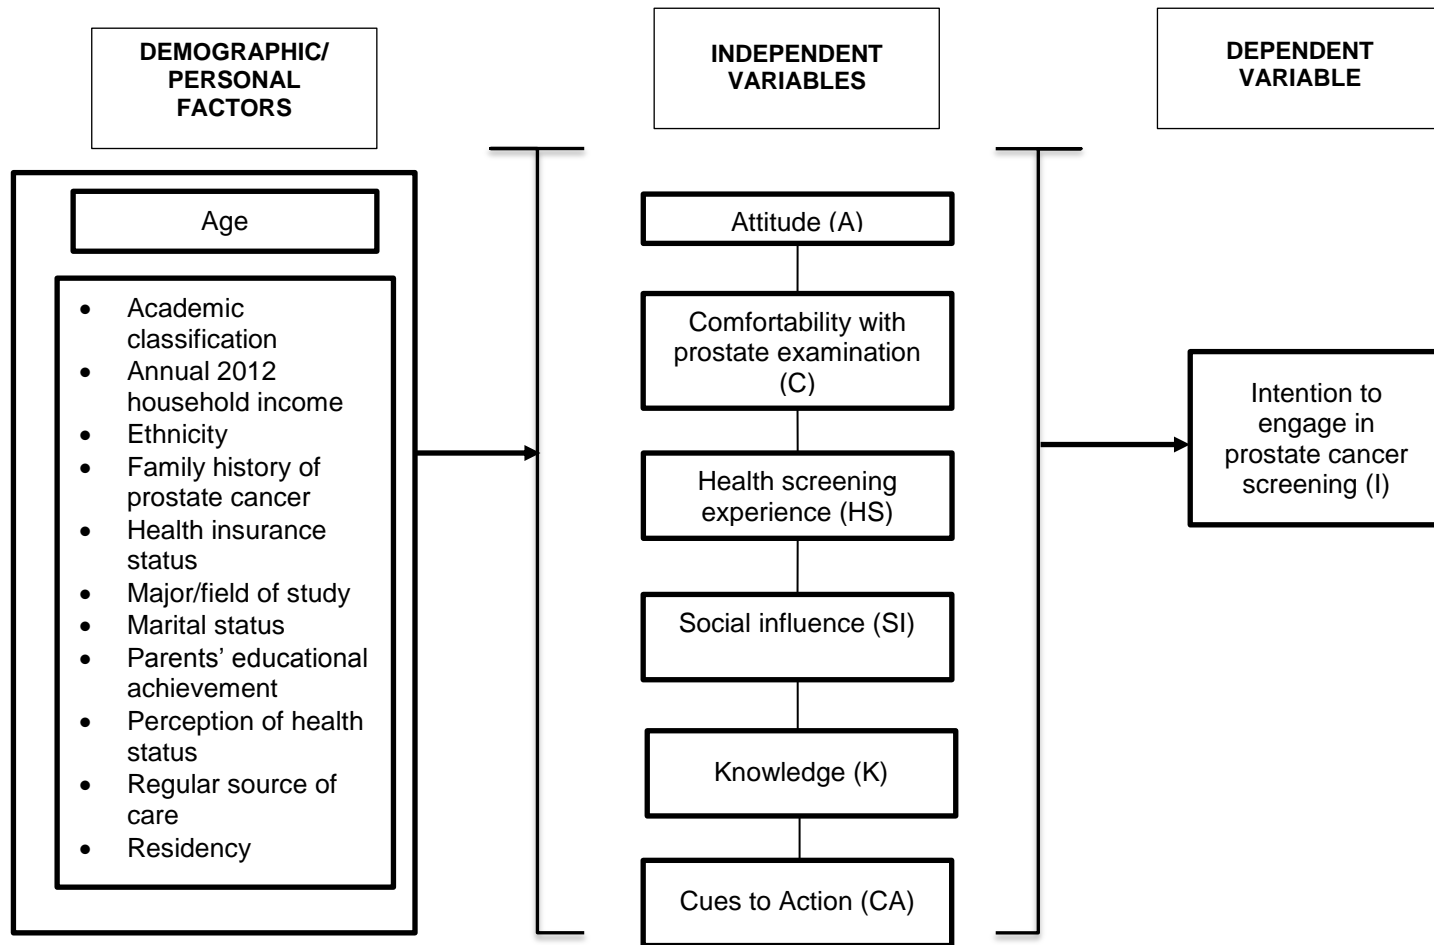 DEMOGRAPHIC/
PERSONAL
FACTORS
INDEPENDENT
VARIABLES
DEPENDENT
VARIABLE
Age
• Academic
classification
• Annual 2012
household income
• Ethnicity
• Family history of
prostate cancer
• Health insurance
status
• Major/field of study
• Marital status
• Parents’ educational
achievement
• Perception of health
status
• Regular source of
care
• Residency
Attitude (A)
Comfortability with
prostate examination
(C)
Health screening
experience (HS)
Social influence (SI)
Knowledge (K)
Cues to Action (CA)
Intention to
engage in
prostate cancer
screening (I)